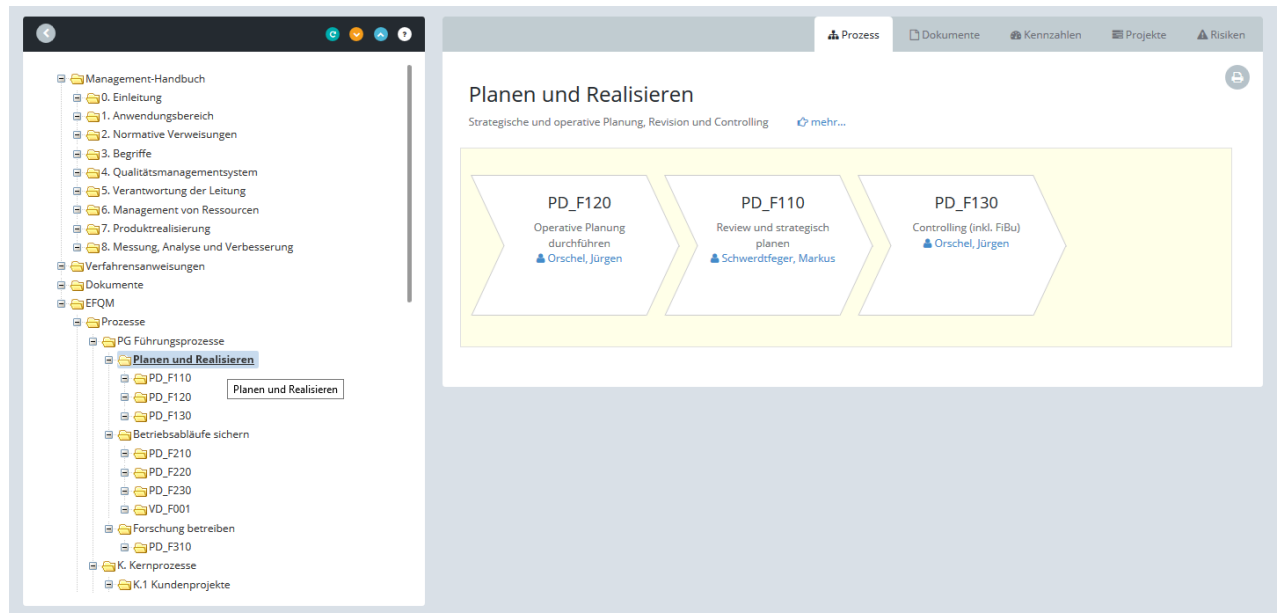 Management-Handbuch
0. Einleitung
1. Anwendungsbereich
2. Normative Verweisungen
3. Begriffe
4. Qualitätsmanagementsystem
5. Verantwortung der Leitung
6. Management von Ressourcen
7. Produktrealisierung
8. Messung, Analyse und Verbesserung
Verfahrensanweisungen
Dokumente
EFQM
Prozesse
PG Führungsprozesse
Planen und Realisieren
PD_F110
Planen und Realisieren
PD_F120
PD_F130
Betriebsabläufe sichern
PD_F210
PD_F220
PD_F230
VD_F001
Forschung betreiben
PD_F310
K. Kernprozesse
K.1 Kundenprojekte
Prozess Dokumente Kennzahlen Projekte Risiken
Planen und Realisieren
Strategische und operative Planung, Revision und Controlling mehr...
PD_F120
Operative Planung
durchführen
Orschel, Jürgen
PD_F110
Review und strategisch
planen
Schwerdtfeger, Markus
PD_F130
Controlling (inkl. FiBu)
Orschel, Jürgen